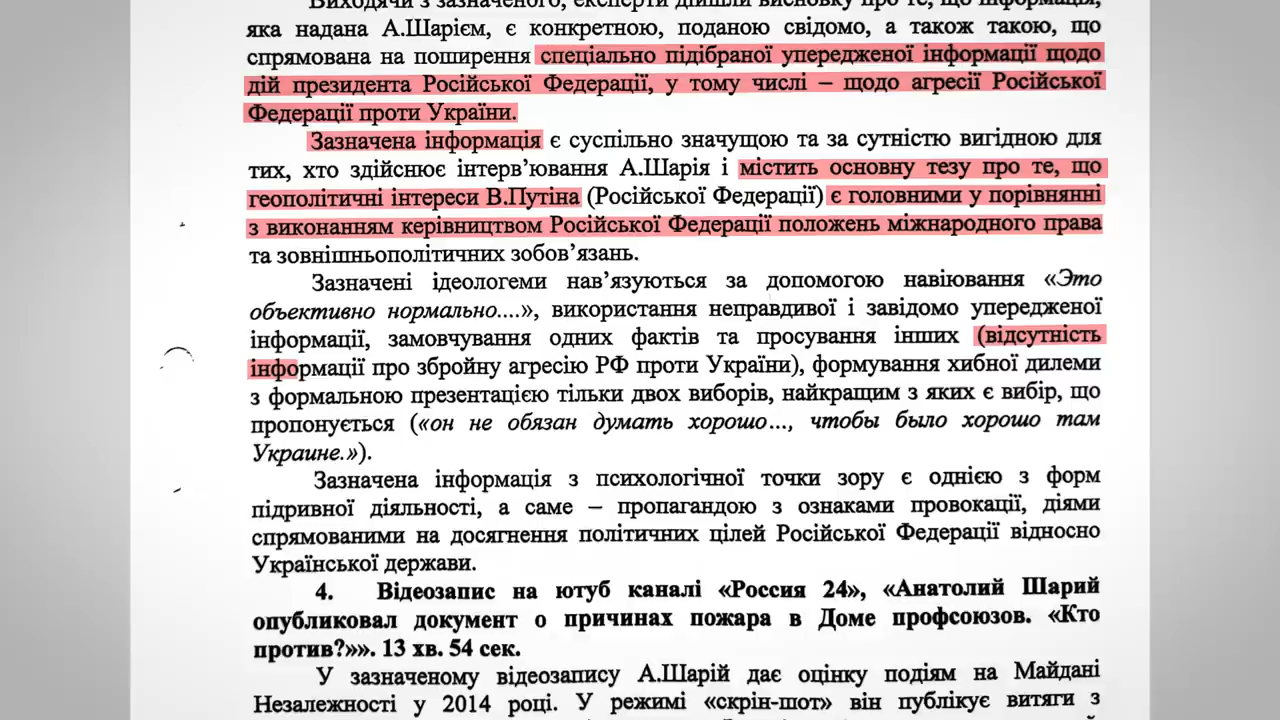 Виходячи з зазначеного, експерти дійшли висновку про те, що інформація,
яка надана А.Шарієм, є конкретною, поданою свідомо, а також такою, що
спрямована на поширення спеціально підібраної упередженої інформації щодо
дій президента Російської Федерації, у тому числі – щодо агресії Російської
Федерації проти України.
Зазначена інформація є суспільно значущою та за сутністю вигідною для
тих, хто здійснює інтерв’ювання А.Шарія і містить основну тезу про те, що
геополітичні інтереси В.Путіна (Російської Федерації) є головними у порівнянні
з виконанням керівництвом Російської Федерації положень міжнародного права
та зовнішньополітичних зобов’язань.
Зазначені ідеологеми нав’язуються за допомогою навіювання «Это
объективно нормально....», використання неправдивої і завідомо упередженої
інформації, замовчування одних фактів та просування інших (відсутність
інформації про збройну агресію РФ проти України), формування хибної дилеми
з формальною презентацією тільки двох виборів, найкращим з яких є вибір, що
пропонується («он не обязан думать хорошо..., чтобы было хорошо там
Украине.»).
Зазначена інформація з психологічної точки зору є однією з форм
підривної діяльності, а саме – пропагандою з ознаками провокації, діями
спрямованими на досягнення політичних цілей Російської Федерації відносно
Української держави.
4. Відеозапис на ютуб каналі «Россия 24», «Анатолий Шарий
опубликовал документ о причинах пожара в Доме профсоюзов. «Кто
против?»». 13 хв. 54 сек.
У зазначеному відеозапису А.Шарій дає оцінку подіям на Майдані
Незалежності у 2014 році. У режимі «скрін-шот» він публікує витяги з